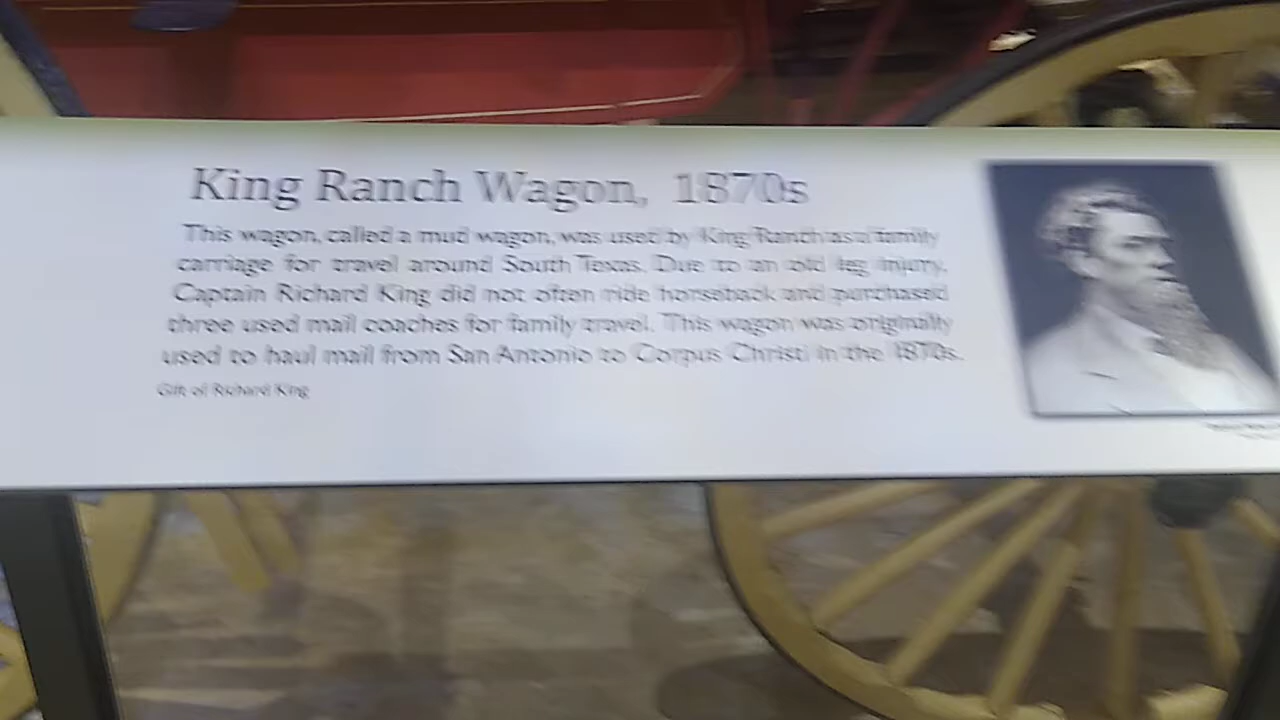 King Ranch Wagon, 1870s
This wagon, called a mud wagon, was used by King Ranch as a family
carriage for travel around South Texas. Due to an old leg injury,
Captain Richard King did not often ride horseback and purchased
three used mail coaches for family travel. This wagon was originally
used to haul mail from San Antonio to Corpus Christi in the 1870s.
Gift of Richard King